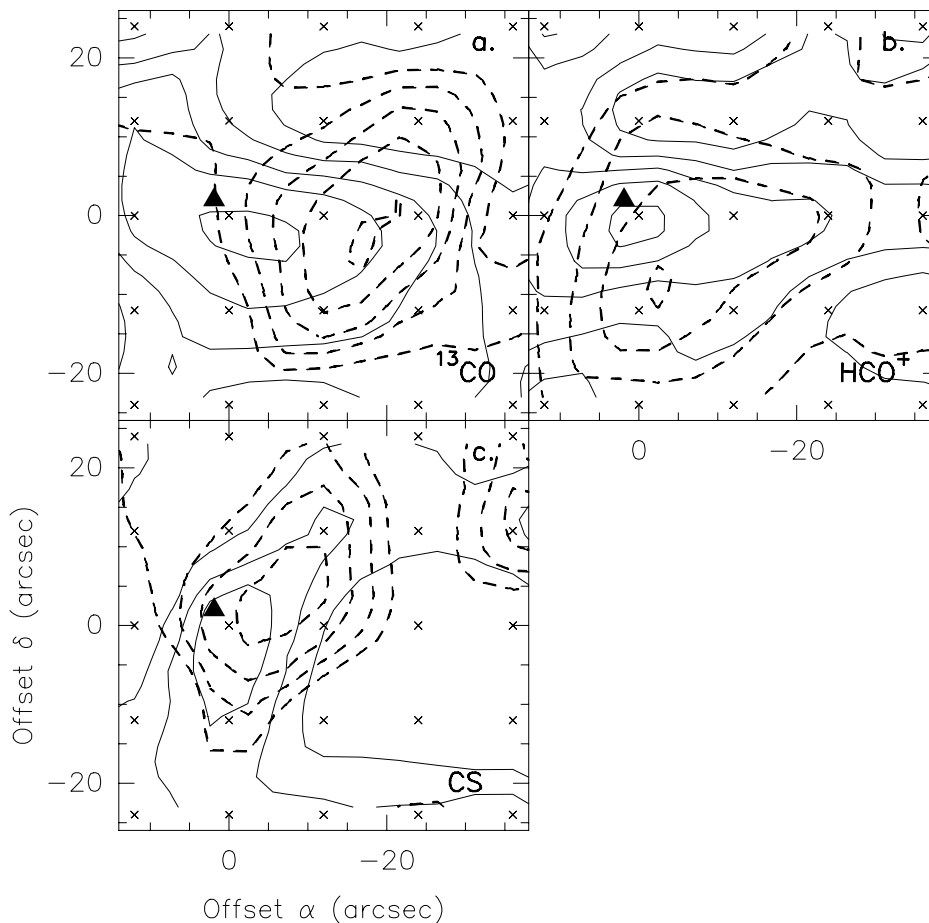 a.
b.
20
0
¹³CO
−20
HCO⁺
0
−20
c.
20
0
CS
−20
0
−20
Offset δ (arcsec)
Offset α (arcsec)